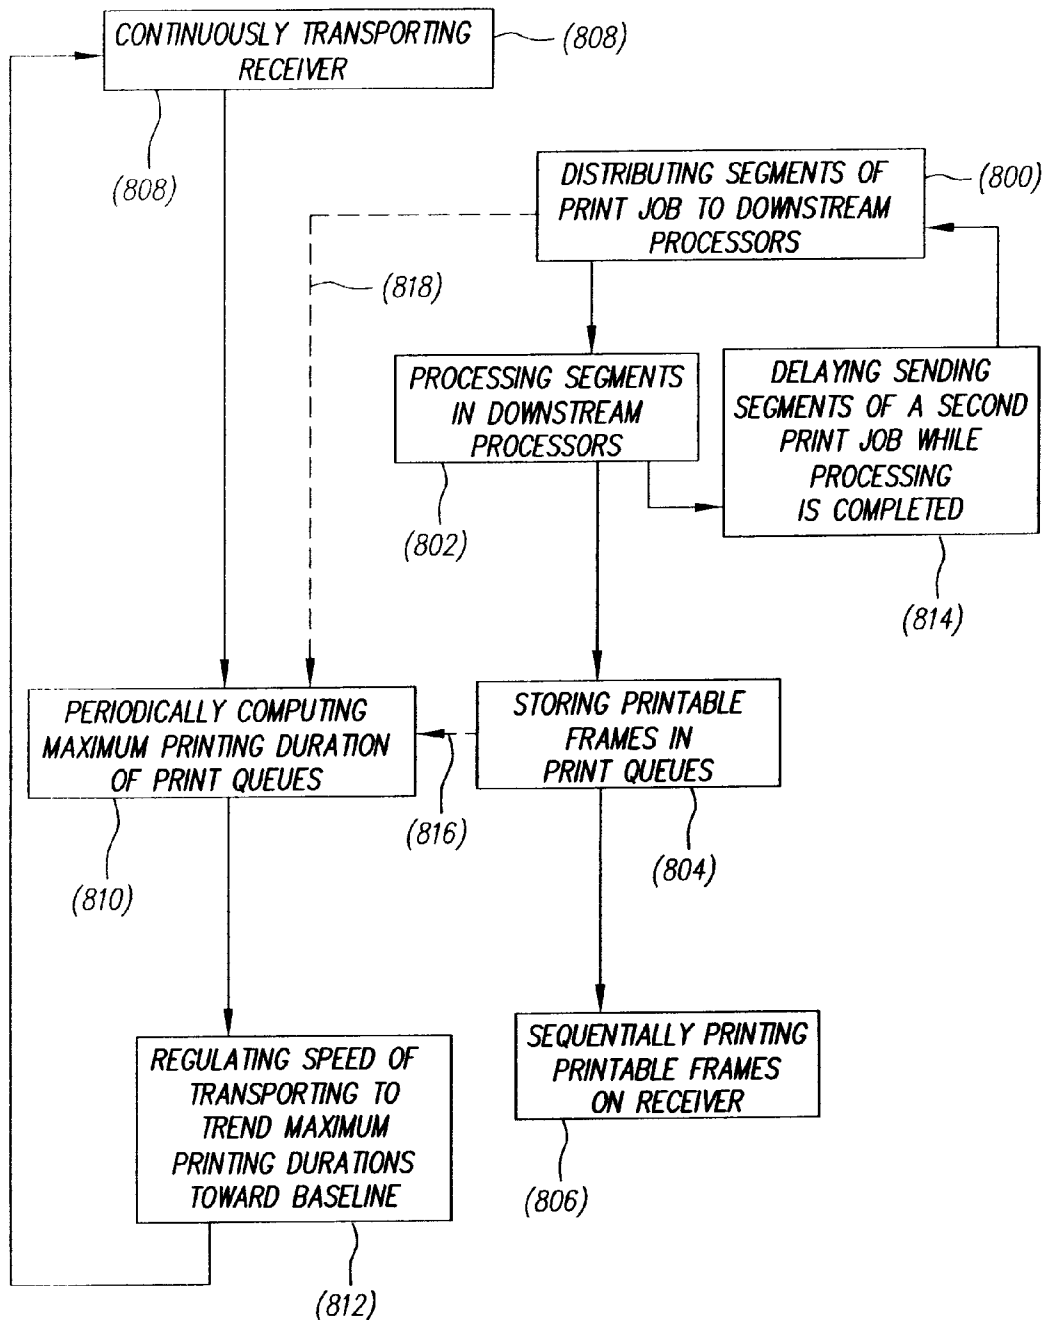 CONTINUOUSLY TRANSPORTING
RECEIVER
(808)
(808)
DISTRIBUTING SEGMENTS OF
PRINT JOB TO DOWNSTREAM
PROCESSORS
(800)
(818)
PROCESSING SEGMENTS
IN DOWNSTREAM
PROCESSORS
(802)
DELAYING SENDING
SEGMENTS OF A SECOND
PRINT JOB WHILE
PROCESSING
IS COMPLETED
(814)
PERIODICALLY COMPUTING
MAXIMUM PRINTING DURATION
OF PRINT QUEUES
(810)
(816)
STORING PRINTABLE
FRAMES IN
PRINT QUEUES
(804)
REGULATING SPEED OF
TRANSPORTING TO
TREND MAXIMUM
PRINTING DURATIONS
TOWARD BASELINE
(812)
SEQUENTIALLY PRINTING
PRINTABLE FRAMES
ON RECEIVER
(806)